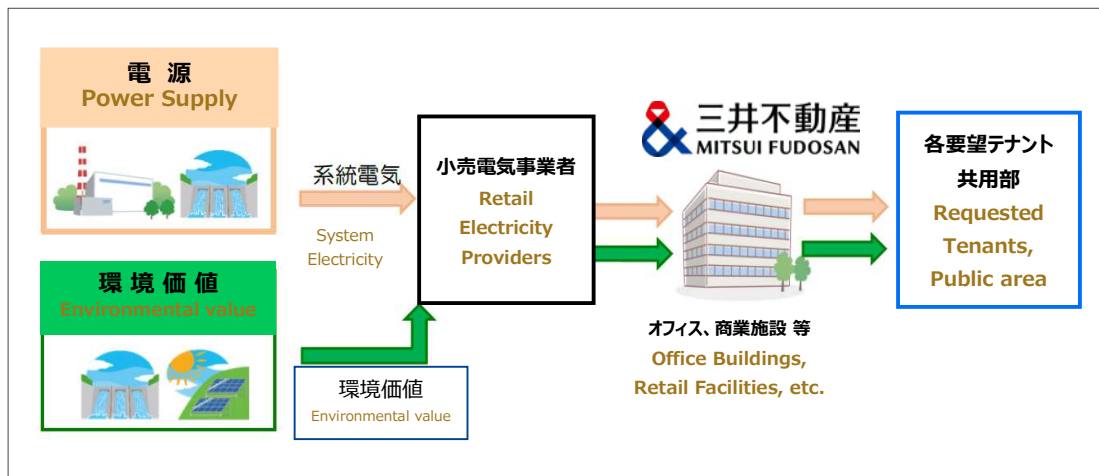 電 源
Power Supply
環 境 価 値
Environmental value
系統電気
System
Electricity
環境価値
Environmental value
小売電気事業者
Retail
Electricity
Providers
三井不動産
MITSUI FUDOSAN
オフィス、商業施設 等
Office Buildings,
Retail Facilities, etc.
各要望テナント
共用部
Requested
Tenants,
Public area